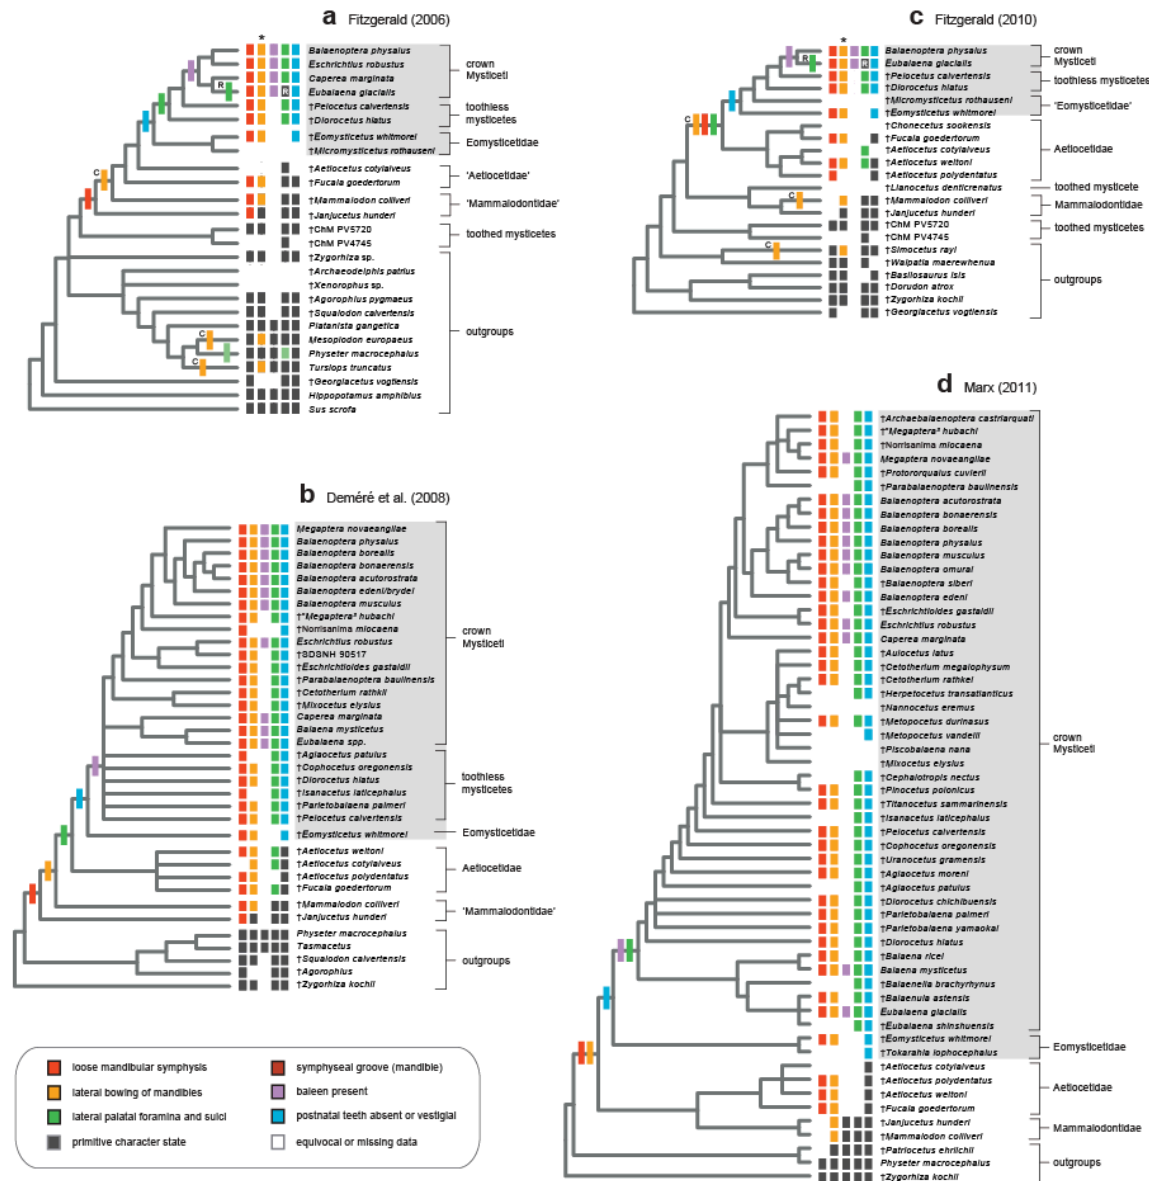 a Fitzgerald (2006)
*
Balaenoptera physalus
Eschrichtius robustus
Caperea marginata
Eubalaena glacialis
†Pelocetus calvertensis
†Diorocetus hiatus
†Eomysticetus whitmorei
†Micromysticetus rothauseni
†Aetiocetus cotylalveus
†Fucaia goedertorum
†Mammalodon colliveri
†Janjucetus hunderi
†ChM PV5720
†ChM PV4745
†Zygorhiza sp.
†Archaeodelphis patrius
†Xenorophus sp.
†Agorophius pygmaeus
†Squalodon calvertensis
Platanista gangetica
Mesoplodon europaeus
Physeter macrocephalus
Tursiops truncatus
†Georgiacetus vogtlensis
Hippopotamus amphibius
Sus scrofa
crown
Mysticeti
toothless
mysticetes
Eomysticetidae
'Aetiocetidae'
'Mammalodontidae'
toothed mysticetes
outgroups
R
R
C
C
C
b Deméré et al. (2008)
Megaptera novaeangliae
Balaenoptera physalus
Balaenoptera borealis
Balaenoptera bonaerensis
Balaenoptera acutorostrata
Balaenoptera edeni/brydei
Balaenoptera musculus
†"Megaptera" hubachi
†Norrisanima miocaena
Eschrichtius robustus
†SDSNH 90517
†Eschrichtioides gastaldii
†Parabalaenoptera baulinensis
†Cetotherium rathkii
†Mixocetus elysius
Caperea marginata
Balaena mysticetus
Eubalaena spp.
†Aglaocetus patulus
†Cophocetus oregonensis
†Diorocetus hiatus
†Isanacetus laticephalus
†Parietobalaena palmeri
†Pelocetus calvertensis
†Eomysticetus whitmorei
†Aetiocetus weltoni
†Aetiocetus cotylalveus
†Aetiocetus polydentatus
†Fucaia goedertorum
†Mammalodon colliveri
†Janjucetus hunderi
Physeter macrocephalus
Tasmacetus
†Squalodon calvertensis
†Agorophius
†Zygorhiza kochii
crown
Mysticeti
toothless
mysticetes
Eomysticetidae
Aetiocetidae
'Mammalodontidae'
outgroups
loose mandibular symphysis
lateral bowing of mandibles
lateral palatal foramina and sulci
primitive character state
symphyseal groove (mandible)
baleen present
postnatal teeth absent or vestigial
equivocal or missing data
c Fitzgerald (2010)
*
Balaenoptera physalus
Eubalaena glacialis
†Pelocetus calvertensis
†Diorocetus hiatus
†Micromysticetus rothauseni
†Eomysticetus whitmorei
†Chonecetus sookensis
†Fucaia goedertorum
†Aetiocetus cotylalveus
†Aetiocetus weltoni
†Aetiocetus polydentatus
†Llanocetus denticrenatus
†Mammalodon colliveri
†Janjucetus hunderi
†ChM PV5720
†ChM PV4745
†Simocetus rayi
†Waipatia maerewhenua
†Basilosaurus isis
†Dorudon atrox
†Zygorhiza kochii
†Georgiacetus vogtlensis
crown
Mysticeti
toothless mysticetes
'Eomysticetidae'
Aetiocetidae
toothed mysticete
Mammalodontidae
toothed mysticetes
outgroups
R
R
C
C
C
d Marx (2011)
†Archaebalaenoptera castriarquati
†"Megaptera" hubachi
†Norrisanima miocaena
Megaptera novaeangliae
†Protororqualus cuvierii
†Parabalaenoptera baulinensis
Balaenoptera acutorostrata
Balaenoptera bonaerensis
Balaenoptera borealis
Balaenoptera physalus
Balaenoptera musculus
Balaenoptera omurai
†Balaenoptera siberi
Balaenoptera edeni
†Eschrichtioides gastaldii
Eschrichtius robustus
Caperea marginata
†Aulocetus latus
†Cetotherium megalophysum
†Cetotherium rathkei
†Herpetocetus transatlanticus
†Nannocetus eremus
†Metopocetus durinasus
†Metopocetus vandelli
†Piscobalaena nana
†Mixocetus elysius
†Cephalotropis nectus
†Pinocetus polonicus
†Titanocetus sammarinensis
†Isanacetus laticephalus
†Pelocetus calvertensis
†Cophocetus oregonensis
†Uranocetus gramensis
†Aglaocetus moreni
†Aglaocetus patulus
†Diorocetus chichibuensis
†Parietobalaena palmeri
†Parietobalaena yamaokai
†Diorocetus hiatus
†Balaena ricei
Balaena mysticetus
†Balaenella brachyrhynus
†Balaenula astensis
Eubalaena glacialis
†Eubalaena shinshuensis
†Eomysticetus whitmorei
†Tokarahia lophocephalus
†Aetiocetus cotylalveus
†Aetiocetus polydentatus
†Aetiocetus weltoni
†Fucaia goedertorum
†Janjucetus hunderi
†Mammalodon colliveri
†Patriocetus ehrlichii
Physeter macrocephalus
†Zygorhiza kochii
crown
Mysticeti
Eomysticetidae
Aetiocetidae
Mammalodontidae
outgroups